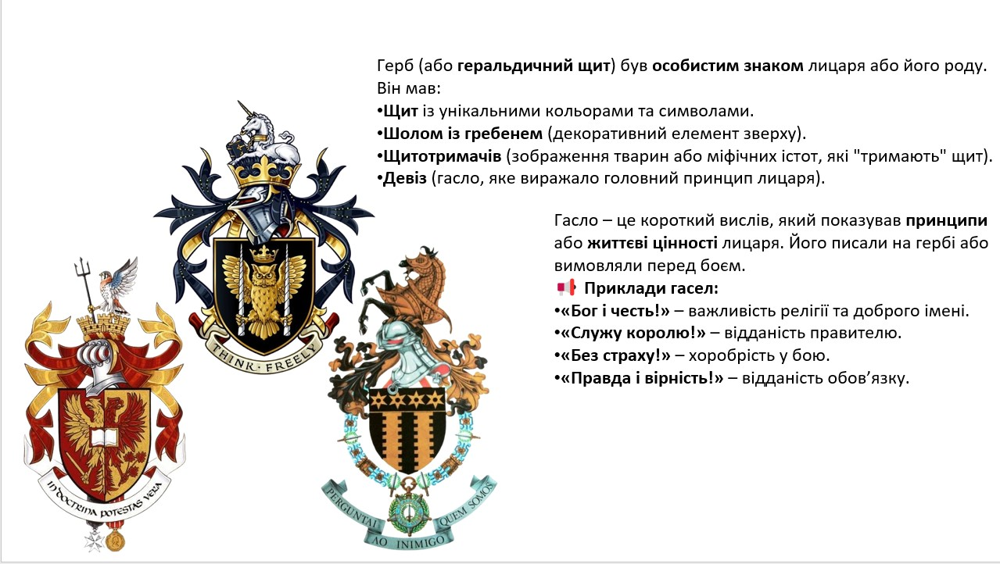 Герб (або геральдичний щит) був особистим знаком лицаря або його роду.
Він мав:
•Щит із унікальними кольорами та символами.
•Шолом із гребенем (декоративний елемент зверху).
•Щитотримачів (зображення тварин або міфічних істот, які "тримають" щит).
•Девіз (гасло, яке виражало головний принцип лицаря).
Гасло – це короткий вислів, який показував принципи
або життєві цінності лицаря. Його писали на гербі або
вимовляли перед боєм.
Приклади гасел:
•«Бог і честь!» – важливість релігії та доброго імені.
•«Служу королю!» – відданість правителю.
•«Без страху!» – хоробрість у бою.
•«Правда і вірність!» – відданість обов’язку.
THINK · FREELY
IN DOCTRINA POTESTAS VERA
PERGUNTAI
AO INIMIGO
QUEM SOMOS